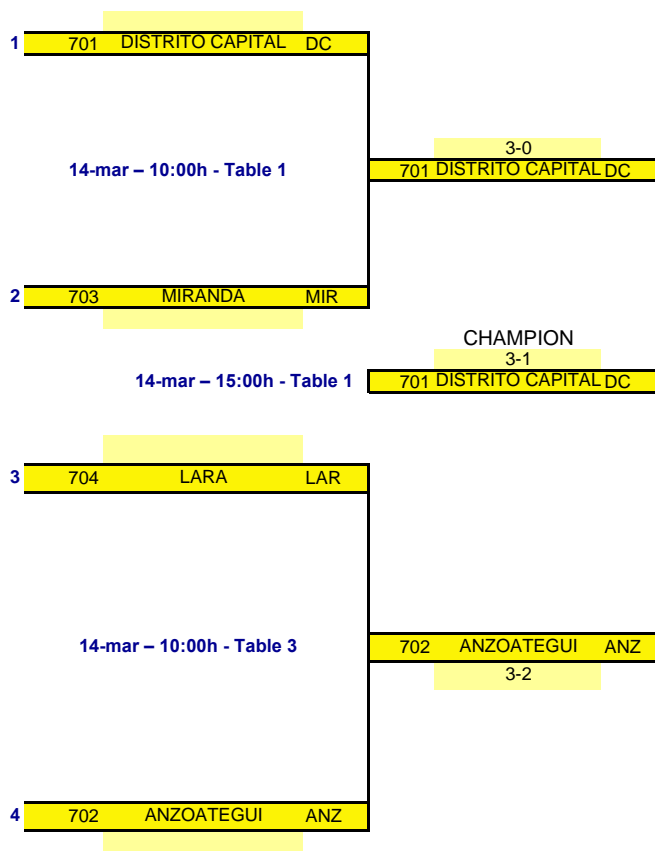 1 701 DISTRITO CAPITAL DC
14-mar – 10:00h - Table 1
3-0
701 DISTRITO CAPITAL DC
2 703 MIRANDA MIR
CHAMPION
3-1
14-mar – 15:00h - Table 1 701 DISTRITO CAPITAL DC
3 704 LARA LAR
14-mar – 10:00h - Table 3
702 ANZOATEGUI ANZ
3-2
4 702 ANZOATEGUI ANZ